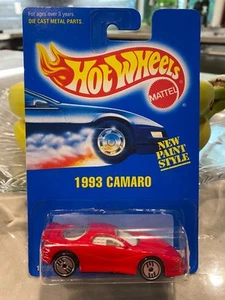 For ages over 3 years.
DIE CAST METAL PARTS.
Hot Wheels
MATTEL
NEW
PAINT
STYLE
1993 CAMARO